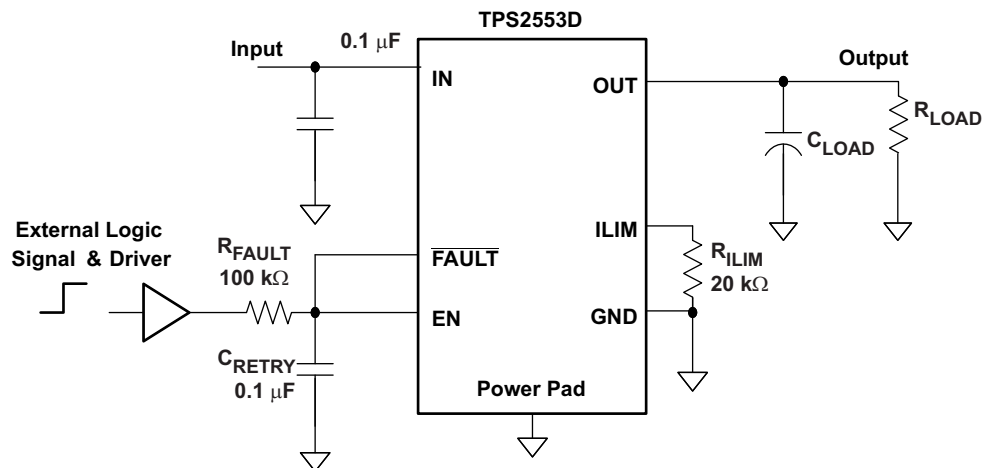 TPS2553D
Input
0.1 μF
IN
OUT
Output
R_LOAD
C_LOAD
External Logic
Signal & Driver
R_FAULT
100 kΩ
FAULT
ILIM
R_ILIM
20 kΩ
EN
GND
C_RETRY
0.1 μF
Power Pad